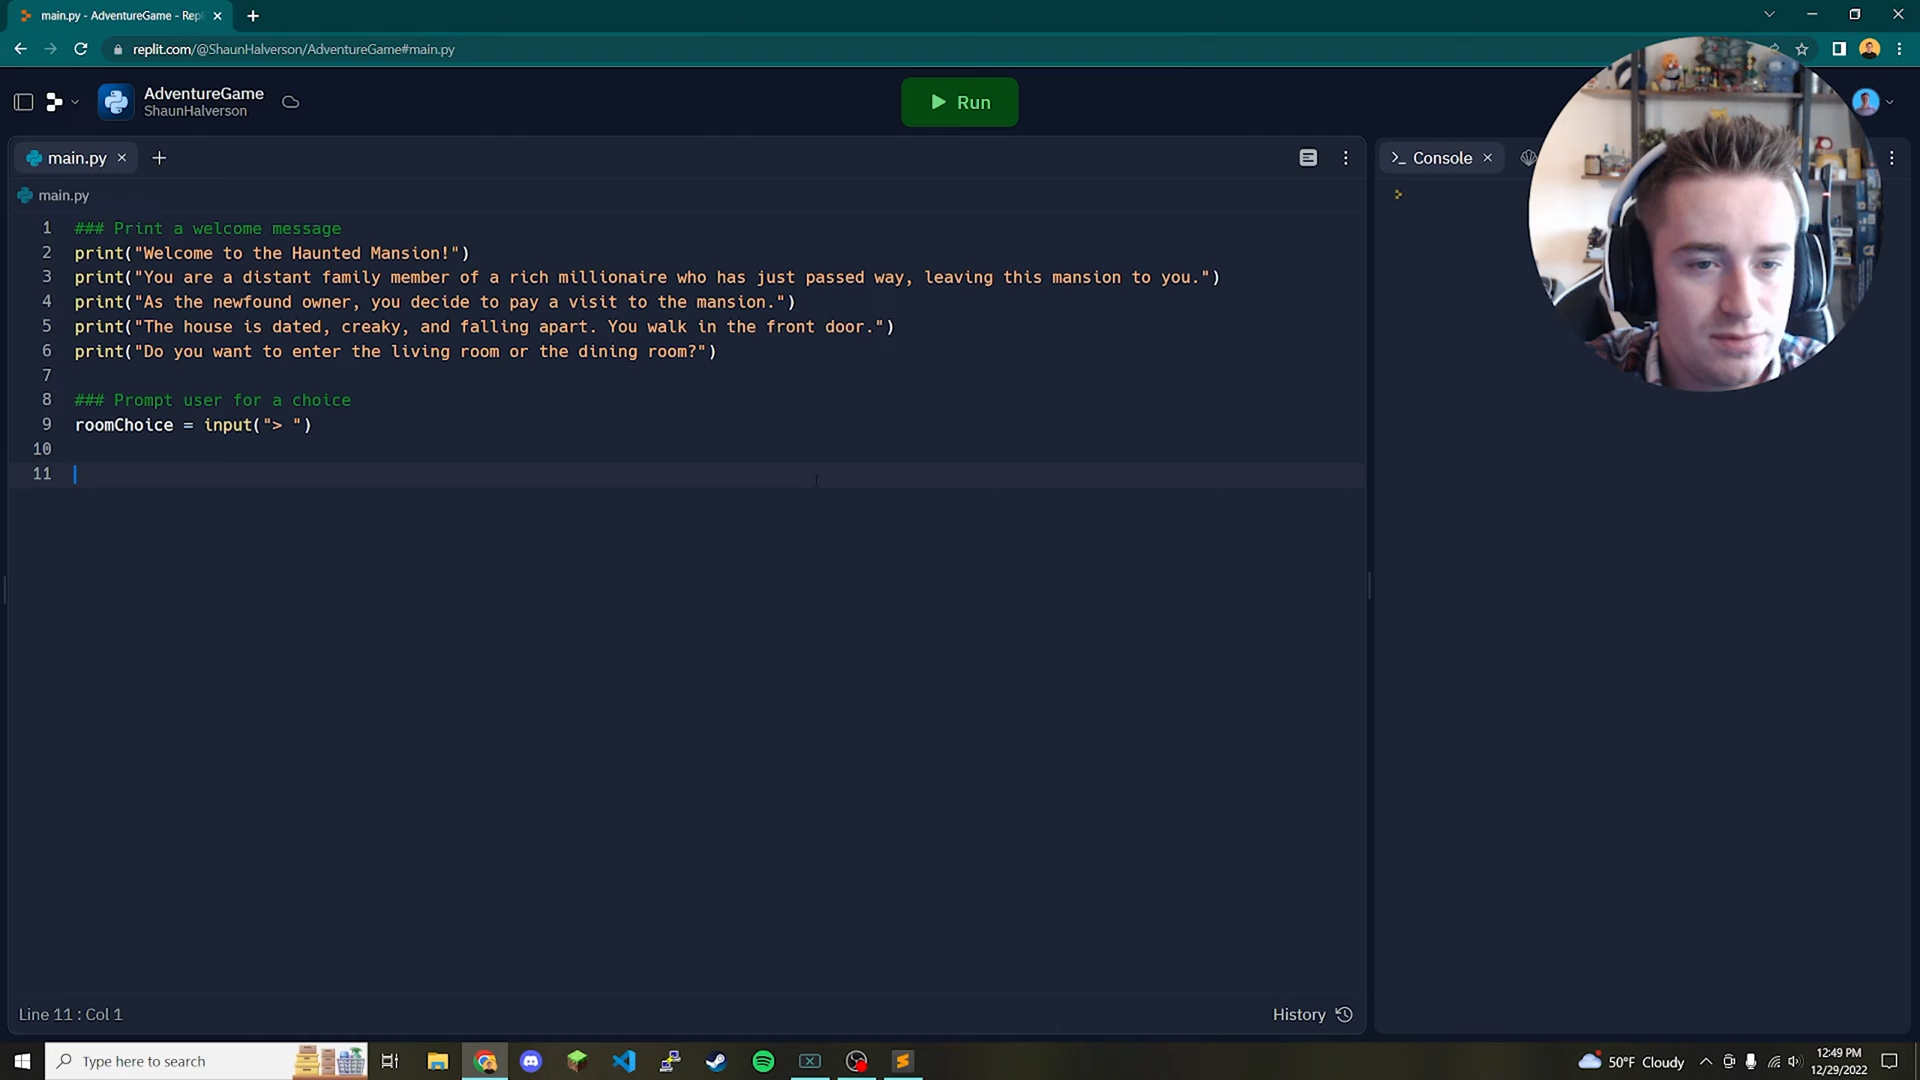 main.py - AdventureGame - Repl
replit.com/@ShaunHalverson/AdventureGame#main.py
AdventureGame
ShaunHalverson
Run
main.py
Console
main.py
1 ### Print a welcome message
2 print("Welcome to the Haunted Mansion!")
3 print("You are a distant family member of a rich millionaire who has just passed way, leaving this mansion to you.")
4 print("As the newfound owner, you decide to pay a visit to the mansion.")
5 print("The house is dated, creaky, and falling apart. You walk in the front door.")
6 print("Do you want to enter the living room or the dining room?")
7
8 ### Prompt user for a choice
9 roomChoice = input("> ")
10
11
Line 11 : Col 1
History
Type here to search
50°F Cloudy
12:49 PM
12/29/2022